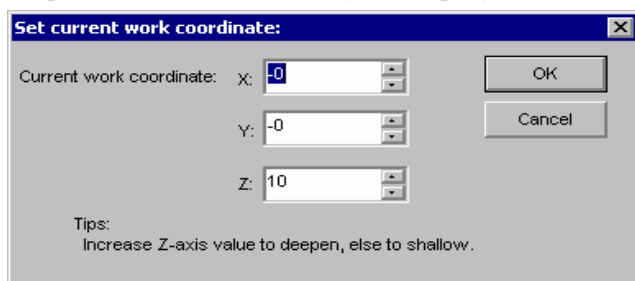 Set current work coordinate:
Current work coordinate: X: -0
OK
Y: -0
Cancel
Z: 10
Tips:
Increase Z-axis value to deepen, else to shallow.